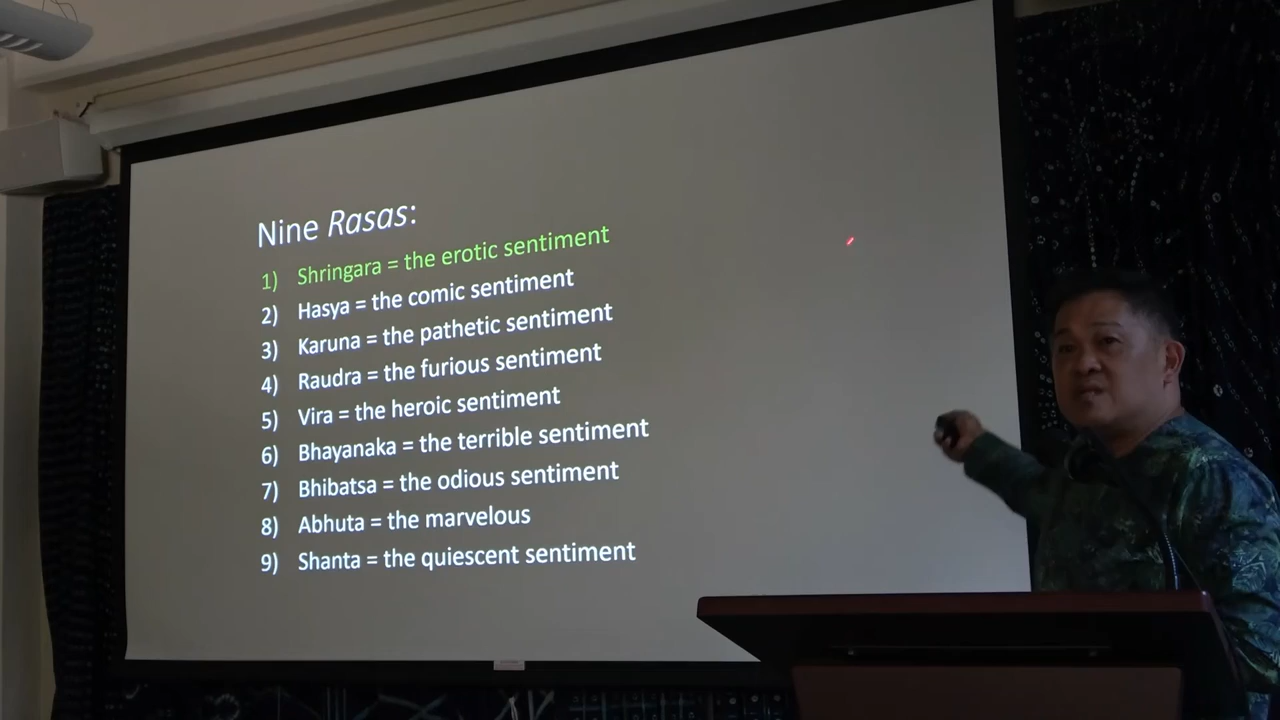 Nine Rasas:
1) Shringara = the erotic sentiment
2) Hasya = the comic sentiment
3) Karuna = the pathetic sentiment
4) Raudra = the furious sentiment
5) Vira = the heroic sentiment
6) Bhayanaka = the terrible sentiment
7) Bhibatsa = the odious sentiment
8) Abhuta = the marvelous
9) Shanta = the quiescent sentiment